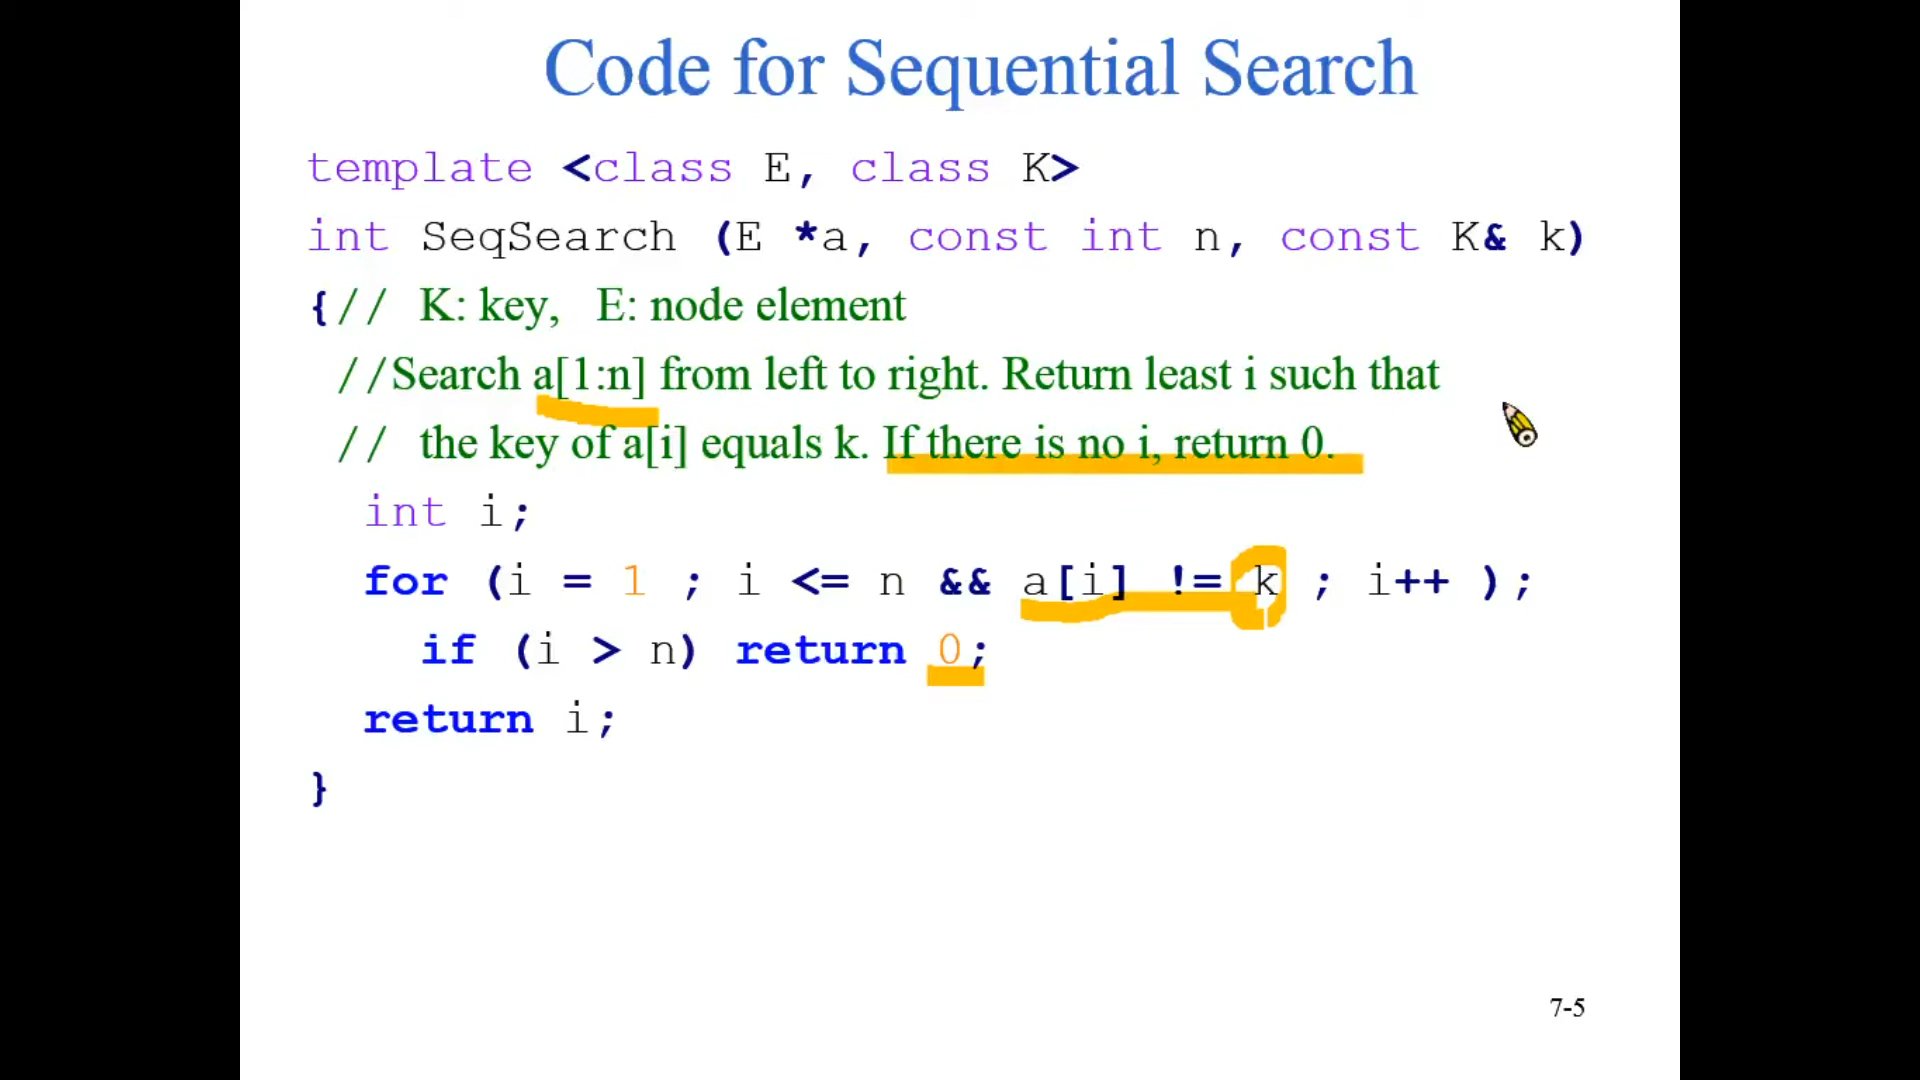 Code for Sequential Search
template <class E, class K>
int SeqSearch (E *a, const int n, const K& k)
{// K: key, E: node element
//Search a[1:n] from left to right. Return least i such that
// the key of a[i] equals k. If there is no i, return 0.
int i;
for (i = 1 ; i <= n && a[i] != k ; i++ );
if (i > n) return 0;
return i;
}
7-5